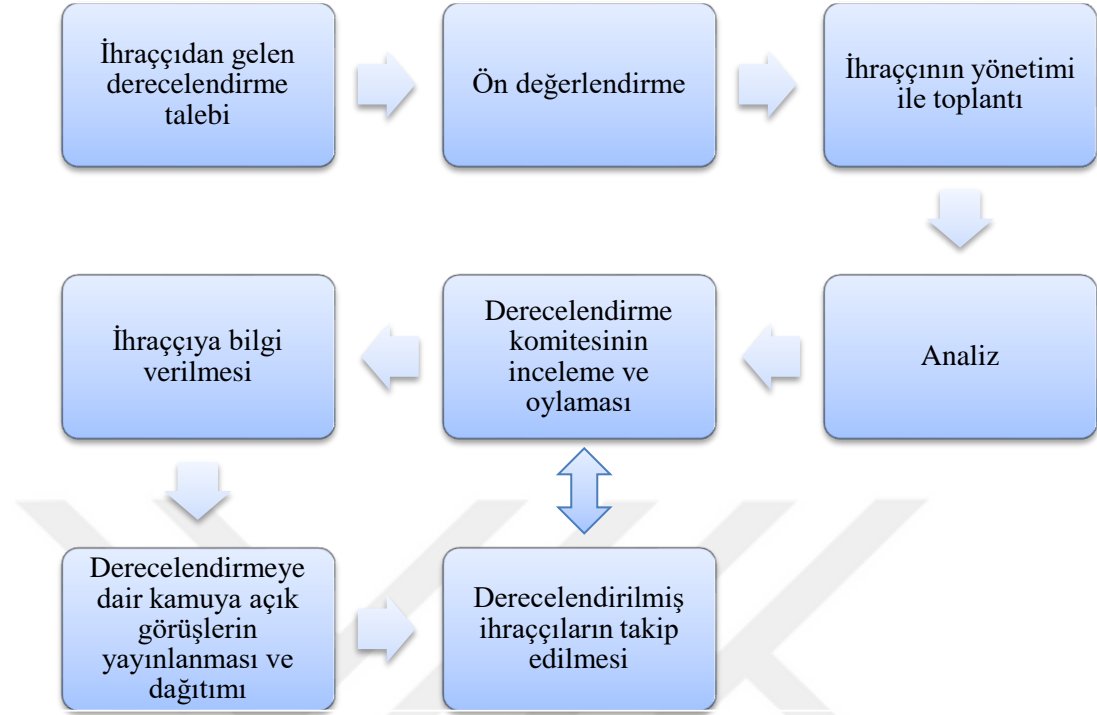 İhraççıdan gelen
derecelendirme
talebi
Ön değerlendirme
İhraççının yönetimi
ile toplantı
Analiz
Derecelendirme
komitesinin
inceleme ve
oylaması
İhraççıya bilgi
verilmesi
Derecelendirmeye
dair kamuya açık
görüşlerin
yayınlanması ve
dağıtımı
Derecelendirilmiş
ihraççıların takip
edilmesi